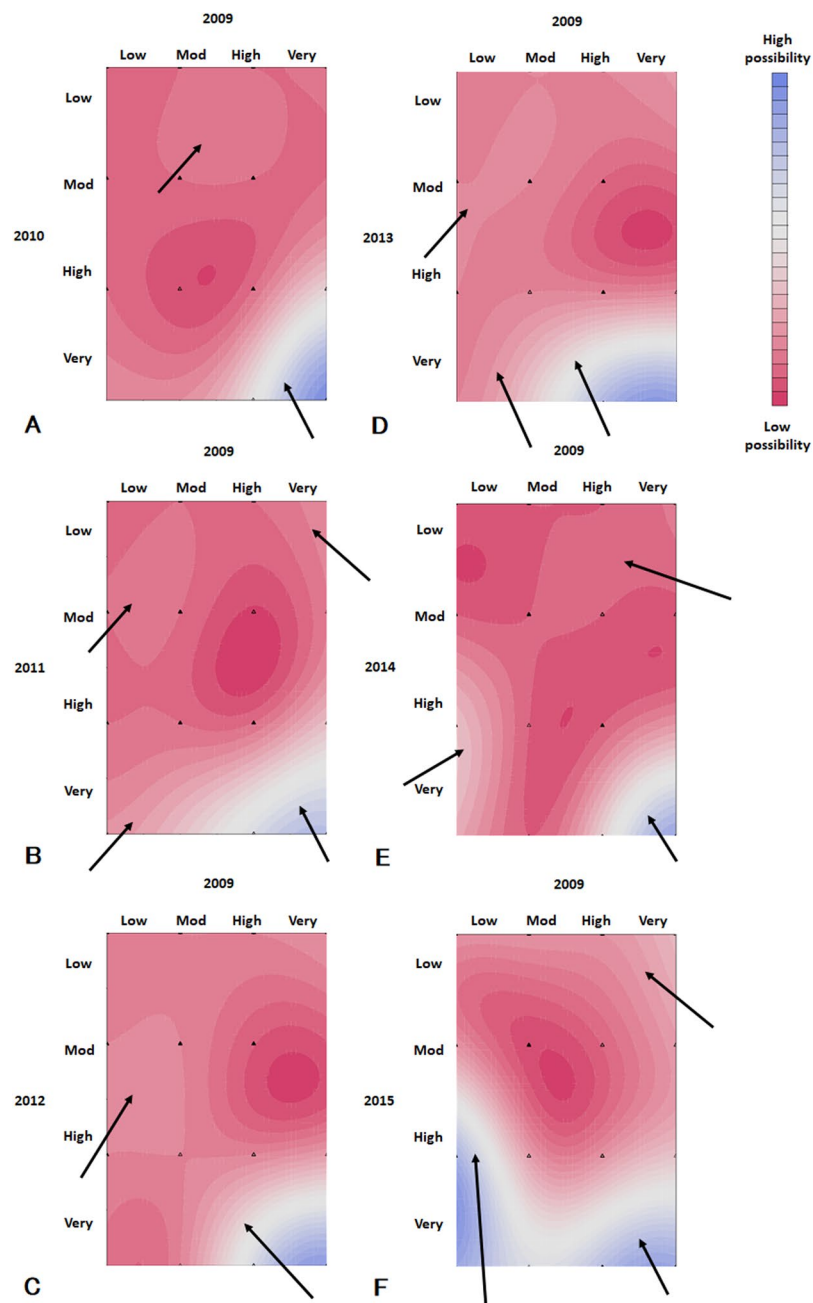 2009
Low Mod High Very
Low
Mod
2010
High
Very
A
2009
Low Mod High Very
Low
Mod
2011
High
Very
B
2009
Low Mod High Very
Low
Mod
2012
High
Very
C
2009
Low Mod High Very
Low
Mod
2013
High
Very
D
2009
Low Mod High Very
Low
Mod
2014
High
Very
E
2009
Low Mod High Very
Low
Mod
2015
High
Very
F
High
possibility
Low
possibility